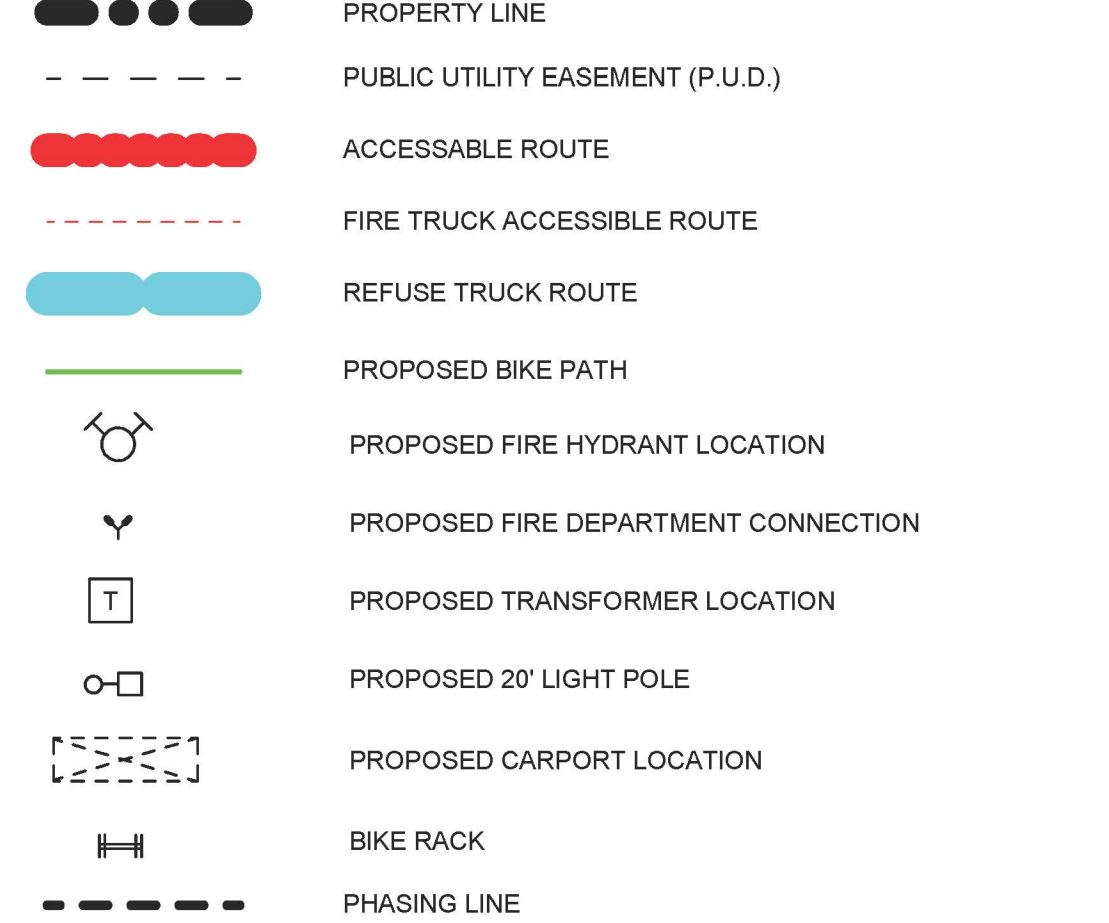 PROPERTY LINE
PUBLIC UTILITY EASEMENT (P.U.D.)
ACCESSABLE ROUTE
FIRE TRUCK ACCESSIBLE ROUTE
REFUSE TRUCK ROUTE
PROPOSED BIKE PATH
PROPOSED FIRE HYDRANT LOCATION
PROPOSED FIRE DEPARTMENT CONNECTION
T PROPOSED TRANSFORMER LOCATION
PROPOSED 20' LIGHT POLE
PROPOSED CARPORT LOCATION
BIKE RACK
PHASING LINE